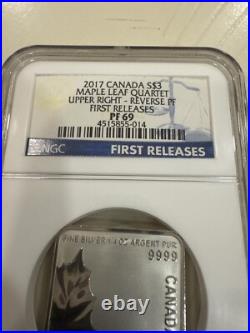 2017 CANADA S$3
MAPLE LEAF QUARTET
UPPER RIGHT - REVERSE PF
FIRST RELEASES
PF 69
4515855-014
NGC
FIRST RELEASES
FINE SILVER 1/4 OZ ARGENT PUR
9999
CANADA